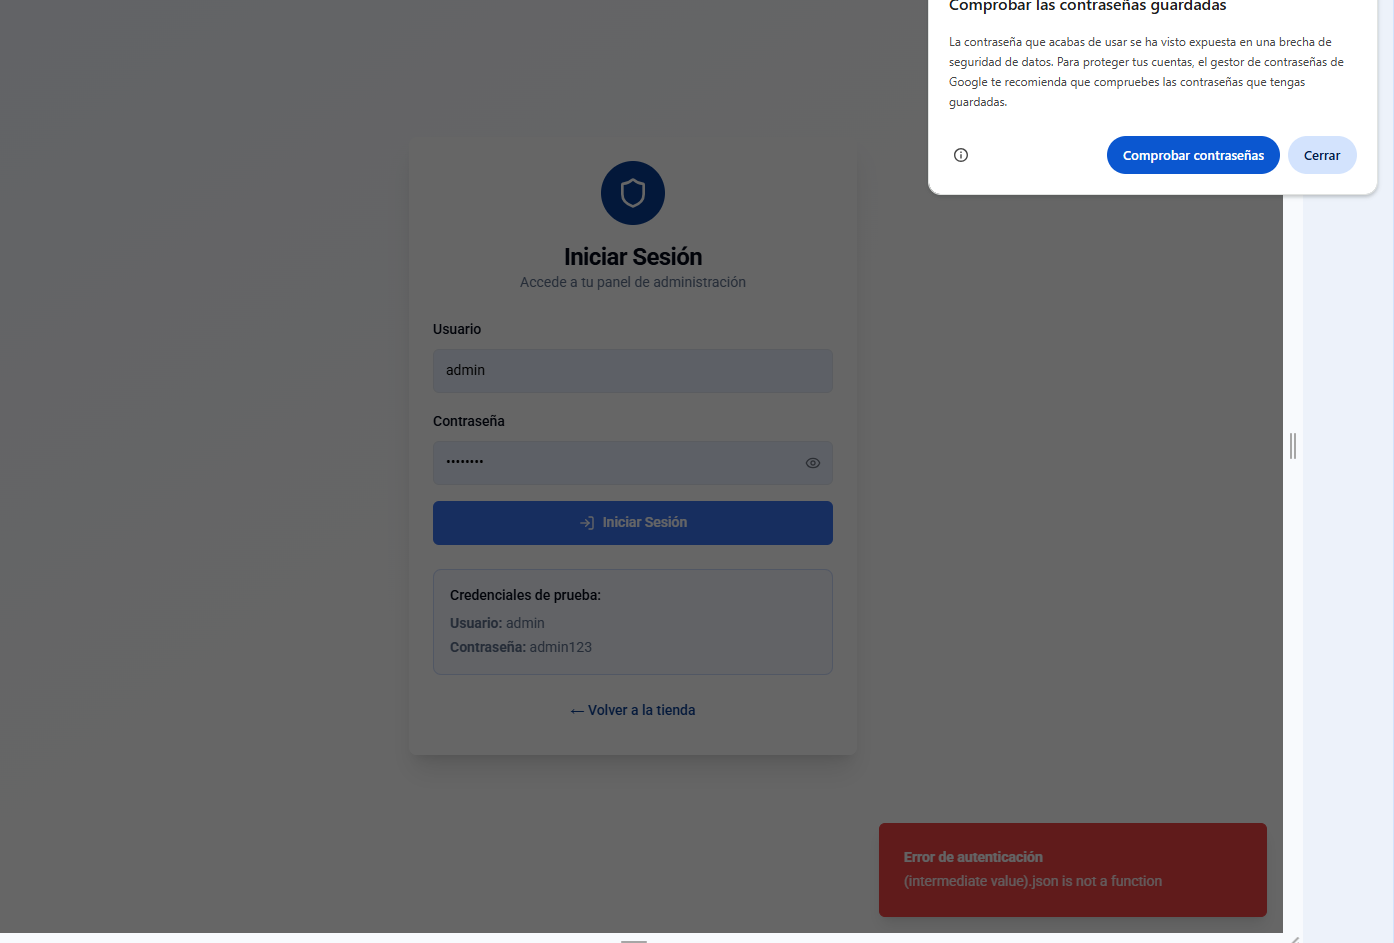 Comprobar las contraseñas guardadas
La contraseña que acabas de usar se ha visto expuesta en una brecha de
seguridad de datos. Para proteger tus cuentas, el gestor de contraseñas de
Google te recomienda que compruebes las contraseñas que tengas
guardadas.
Comprobar contraseñas
Cerrar
Iniciar Sesión
Accede a tu panel de administración
Usuario
admin
Contraseña
••••••••
Iniciar Sesión
Credenciales de prueba:
Usuario: admin
Contraseña: admin123
← Volver a la tienda
Error de autenticación
(intermediate value).json is not a function